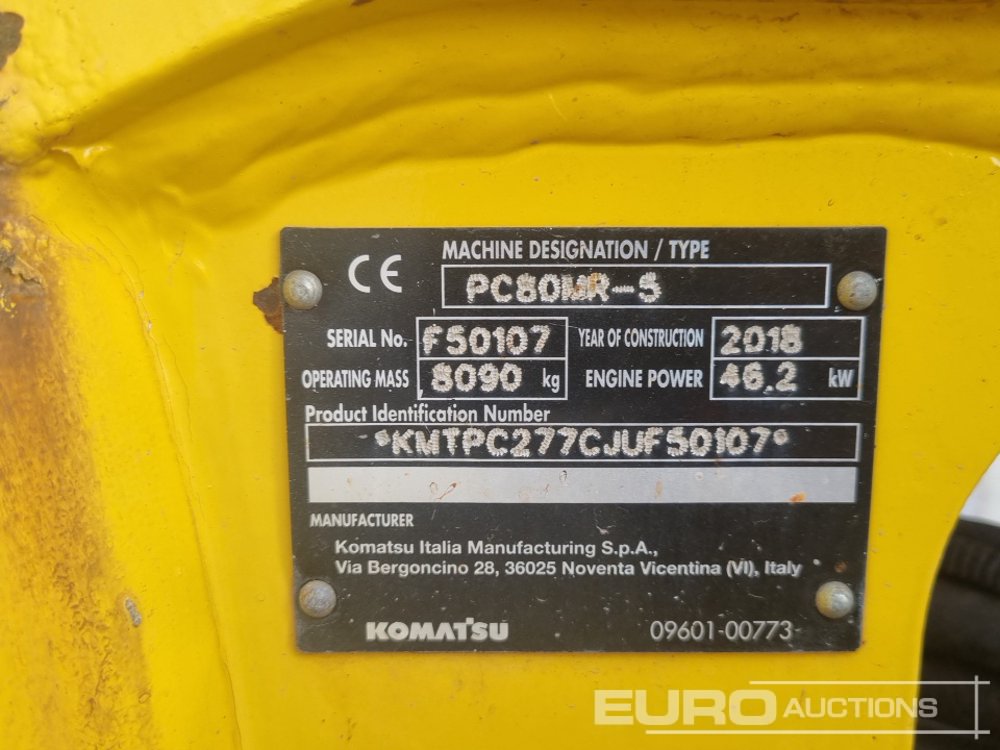 CE
MACHINE DESIGNATION / TYPE
PC80MR-5
SERIAL No. F50107 YEAR OF CONSTRUCTION 2018
OPERATING MASS 8090 kg ENGINE POWER 46.2 kW
Product Identification Number
*KMTPC277CJUF50107*
MANUFACTURER
Komatsu Italia Manufacturing S.p.A.,
Via Bergoncino 28, 36025 Noventa Vicentina (VI), Italy
KOMATSU 09601-00773
EURO AUCTIONS